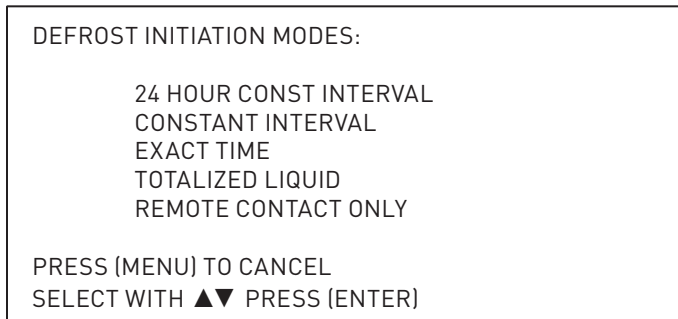 DEFROST INITIATION MODES:
24 HOUR CONST INTERVAL
CONSTANT INTERVAL
EXACT TIME
TOTALIZED LIQUID
REMOTE CONTACT ONLY
PRESS (MENU) TO CANCEL
SELECT WITH ▲▼ PRESS (ENTER)